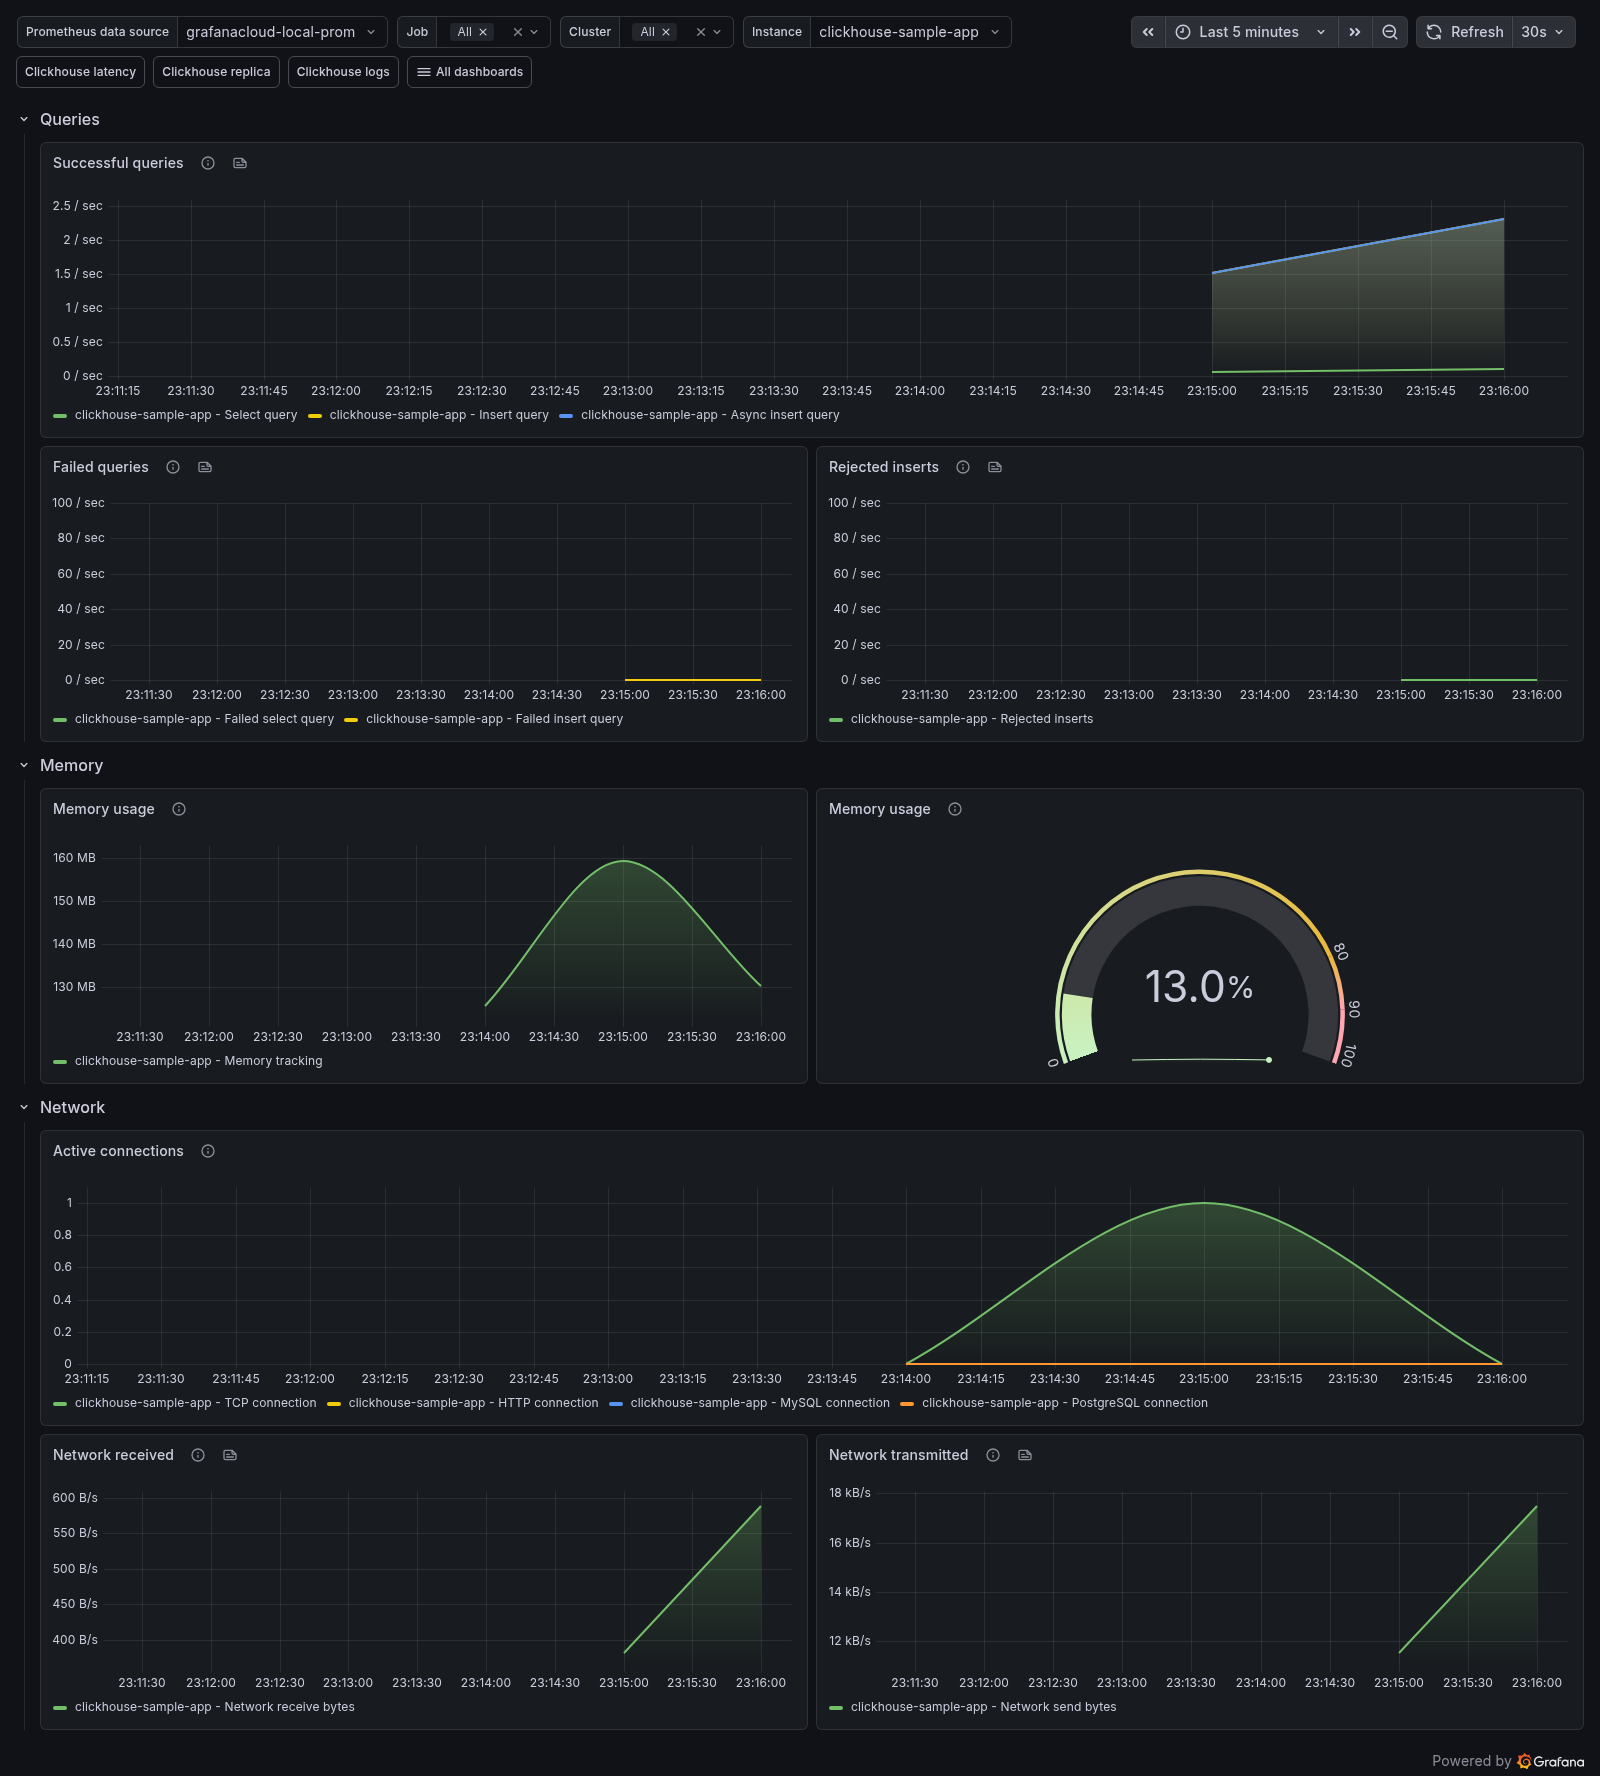 Prometheus data source grafanacloud-local-prom Job All Cluster All Instance clickhouse-sample-app Last 5 minutes Refresh 30s
Clickhouse latency Clickhouse replica Clickhouse logs All dashboards
Queries
Successful queries
2.5 / sec
2 / sec
1.5 / sec
1 / sec
0.5 / sec
0 / sec
23:11:15 23:11:30 23:11:45 23:12:00 23:12:15 23:12:30 23:12:45 23:13:00 23:13:15 23:13:30 23:13:45 23:14:00 23:14:15 23:14:30 23:14:45 23:15:00 23:15:15 23:15:30 23:15:45 23:16:00
clickhouse-sample-app - Select query clickhouse-sample-app - Insert query clickhouse-sample-app - Async insert query
Failed queries
100 / sec
80 / sec
60 / sec
40 / sec
20 / sec
0 / sec
23:11:30 23:12:00 23:12:30 23:13:00 23:13:30 23:14:00 23:14:30 23:15:00 23:15:30 23:16:00
clickhouse-sample-app - Failed select query clickhouse-sample-app - Failed insert query
Rejected inserts
100 / sec
80 / sec
60 / sec
40 / sec
20 / sec
0 / sec
23:11:30 23:12:00 23:12:30 23:13:00 23:13:30 23:14:00 23:14:30 23:15:00 23:15:30 23:16:00
clickhouse-sample-app - Rejected inserts
Memory
Memory usage
160 MB
150 MB
140 MB
130 MB
23:11:30 23:12:00 23:12:30 23:13:00 23:13:30 23:14:00 23:14:30 23:15:00 23:15:30 23:16:00
clickhouse-sample-app - Memory tracking
Memory usage
80
13.0%
90
0
100
Network
Active connections
1
0.8
0.6
0.4
0.2
0
23:11:15 23:11:30 23:11:45 23:12:00 23:12:15 23:12:30 23:12:45 23:13:00 23:13:15 23:13:30 23:13:45 23:14:00 23:14:15 23:14:30 23:14:45 23:15:00 23:15:15 23:15:30 23:15:45 23:16:00
clickhouse-sample-app - TCP connection clickhouse-sample-app - HTTP connection clickhouse-sample-app - MySQL connection clickhouse-sample-app - PostgreSQL connection
Network received
600 B/s
550 B/s
500 B/s
450 B/s
400 B/s
23:11:30 23:12:00 23:12:30 23:13:00 23:13:30 23:14:00 23:14:30 23:15:00 23:15:30 23:16:00
clickhouse-sample-app - Network receive bytes
Network transmitted
18 kB/s
16 kB/s
14 kB/s
12 kB/s
23:11:30 23:12:00 23:12:30 23:13:00 23:13:30 23:14:00 23:14:30 23:15:00 23:15:30 23:16:00
clickhouse-sample-app - Network send bytes
Powered by Grafana